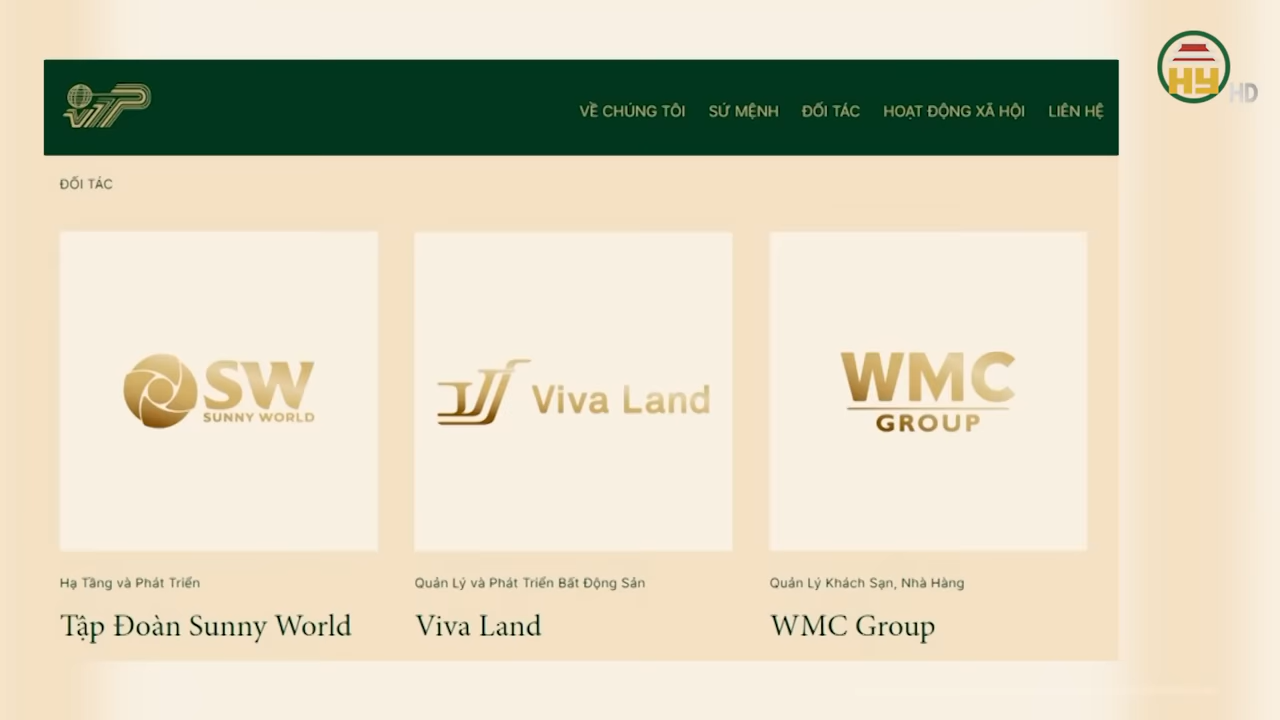 HY
HD
VTP
VỀ CHÚNG TÔI SỨ MỆNH ĐỐI TÁC HOẠT ĐỘNG XÃ HỘI LIÊN HỆ
ĐỐI TÁC
SW
SUNNY WORLD
Viva Land
WMC
GROUP
Hạ Tầng và Phát Triển
Quản Lý và Phát Triển Bất Động Sản
Quản Lý Khách Sạn, Nhà Hàng
Tập Đoàn Sunny World
Viva Land
WMC Group